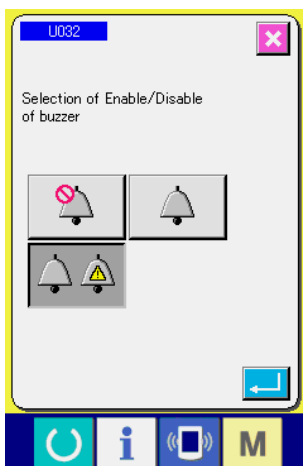 U032
Selection of Enable/Disable
of buzzer
i
M